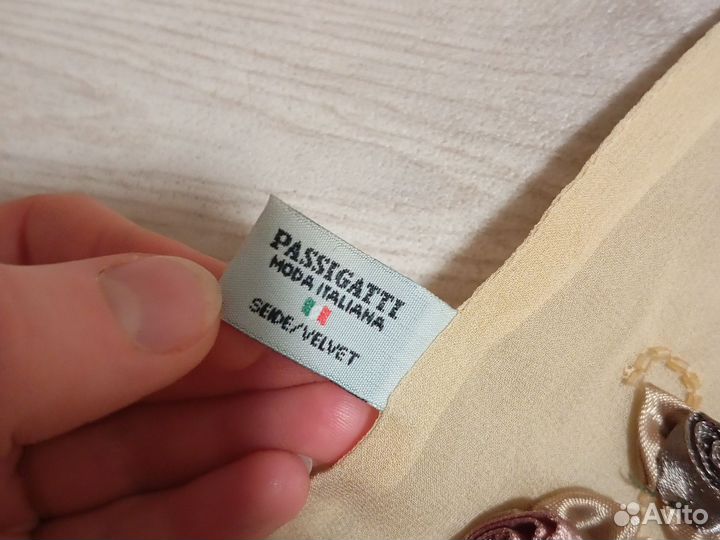 PASSIGATTI
MODA ITALIANA
SEIDE/VELVET
Avito